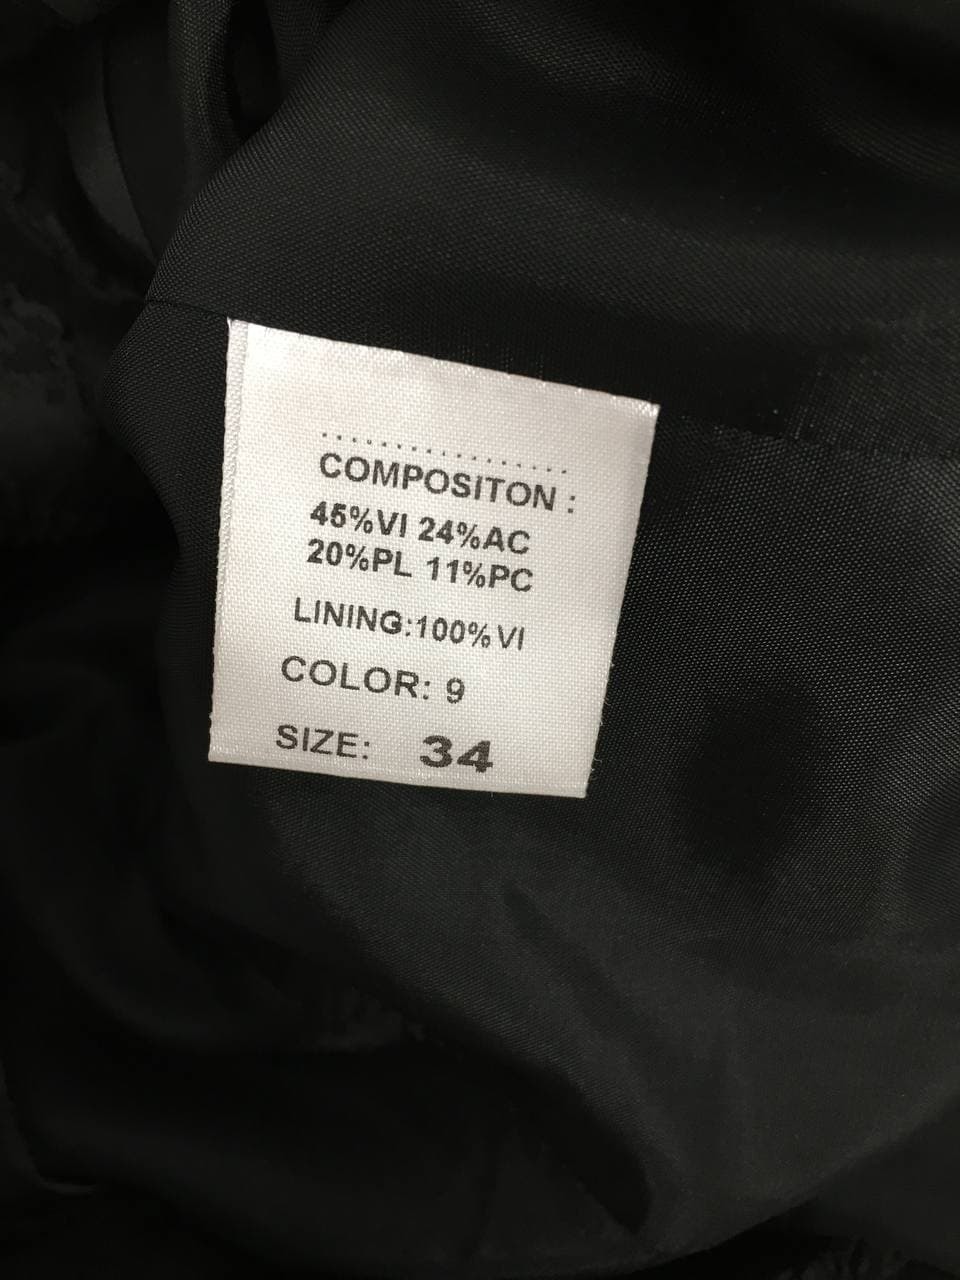 .................
COMPOSITON :
45%VI 24%AC
20%PL 11%PC
LINING:100%VI
COLOR: 9
SIZE: 34